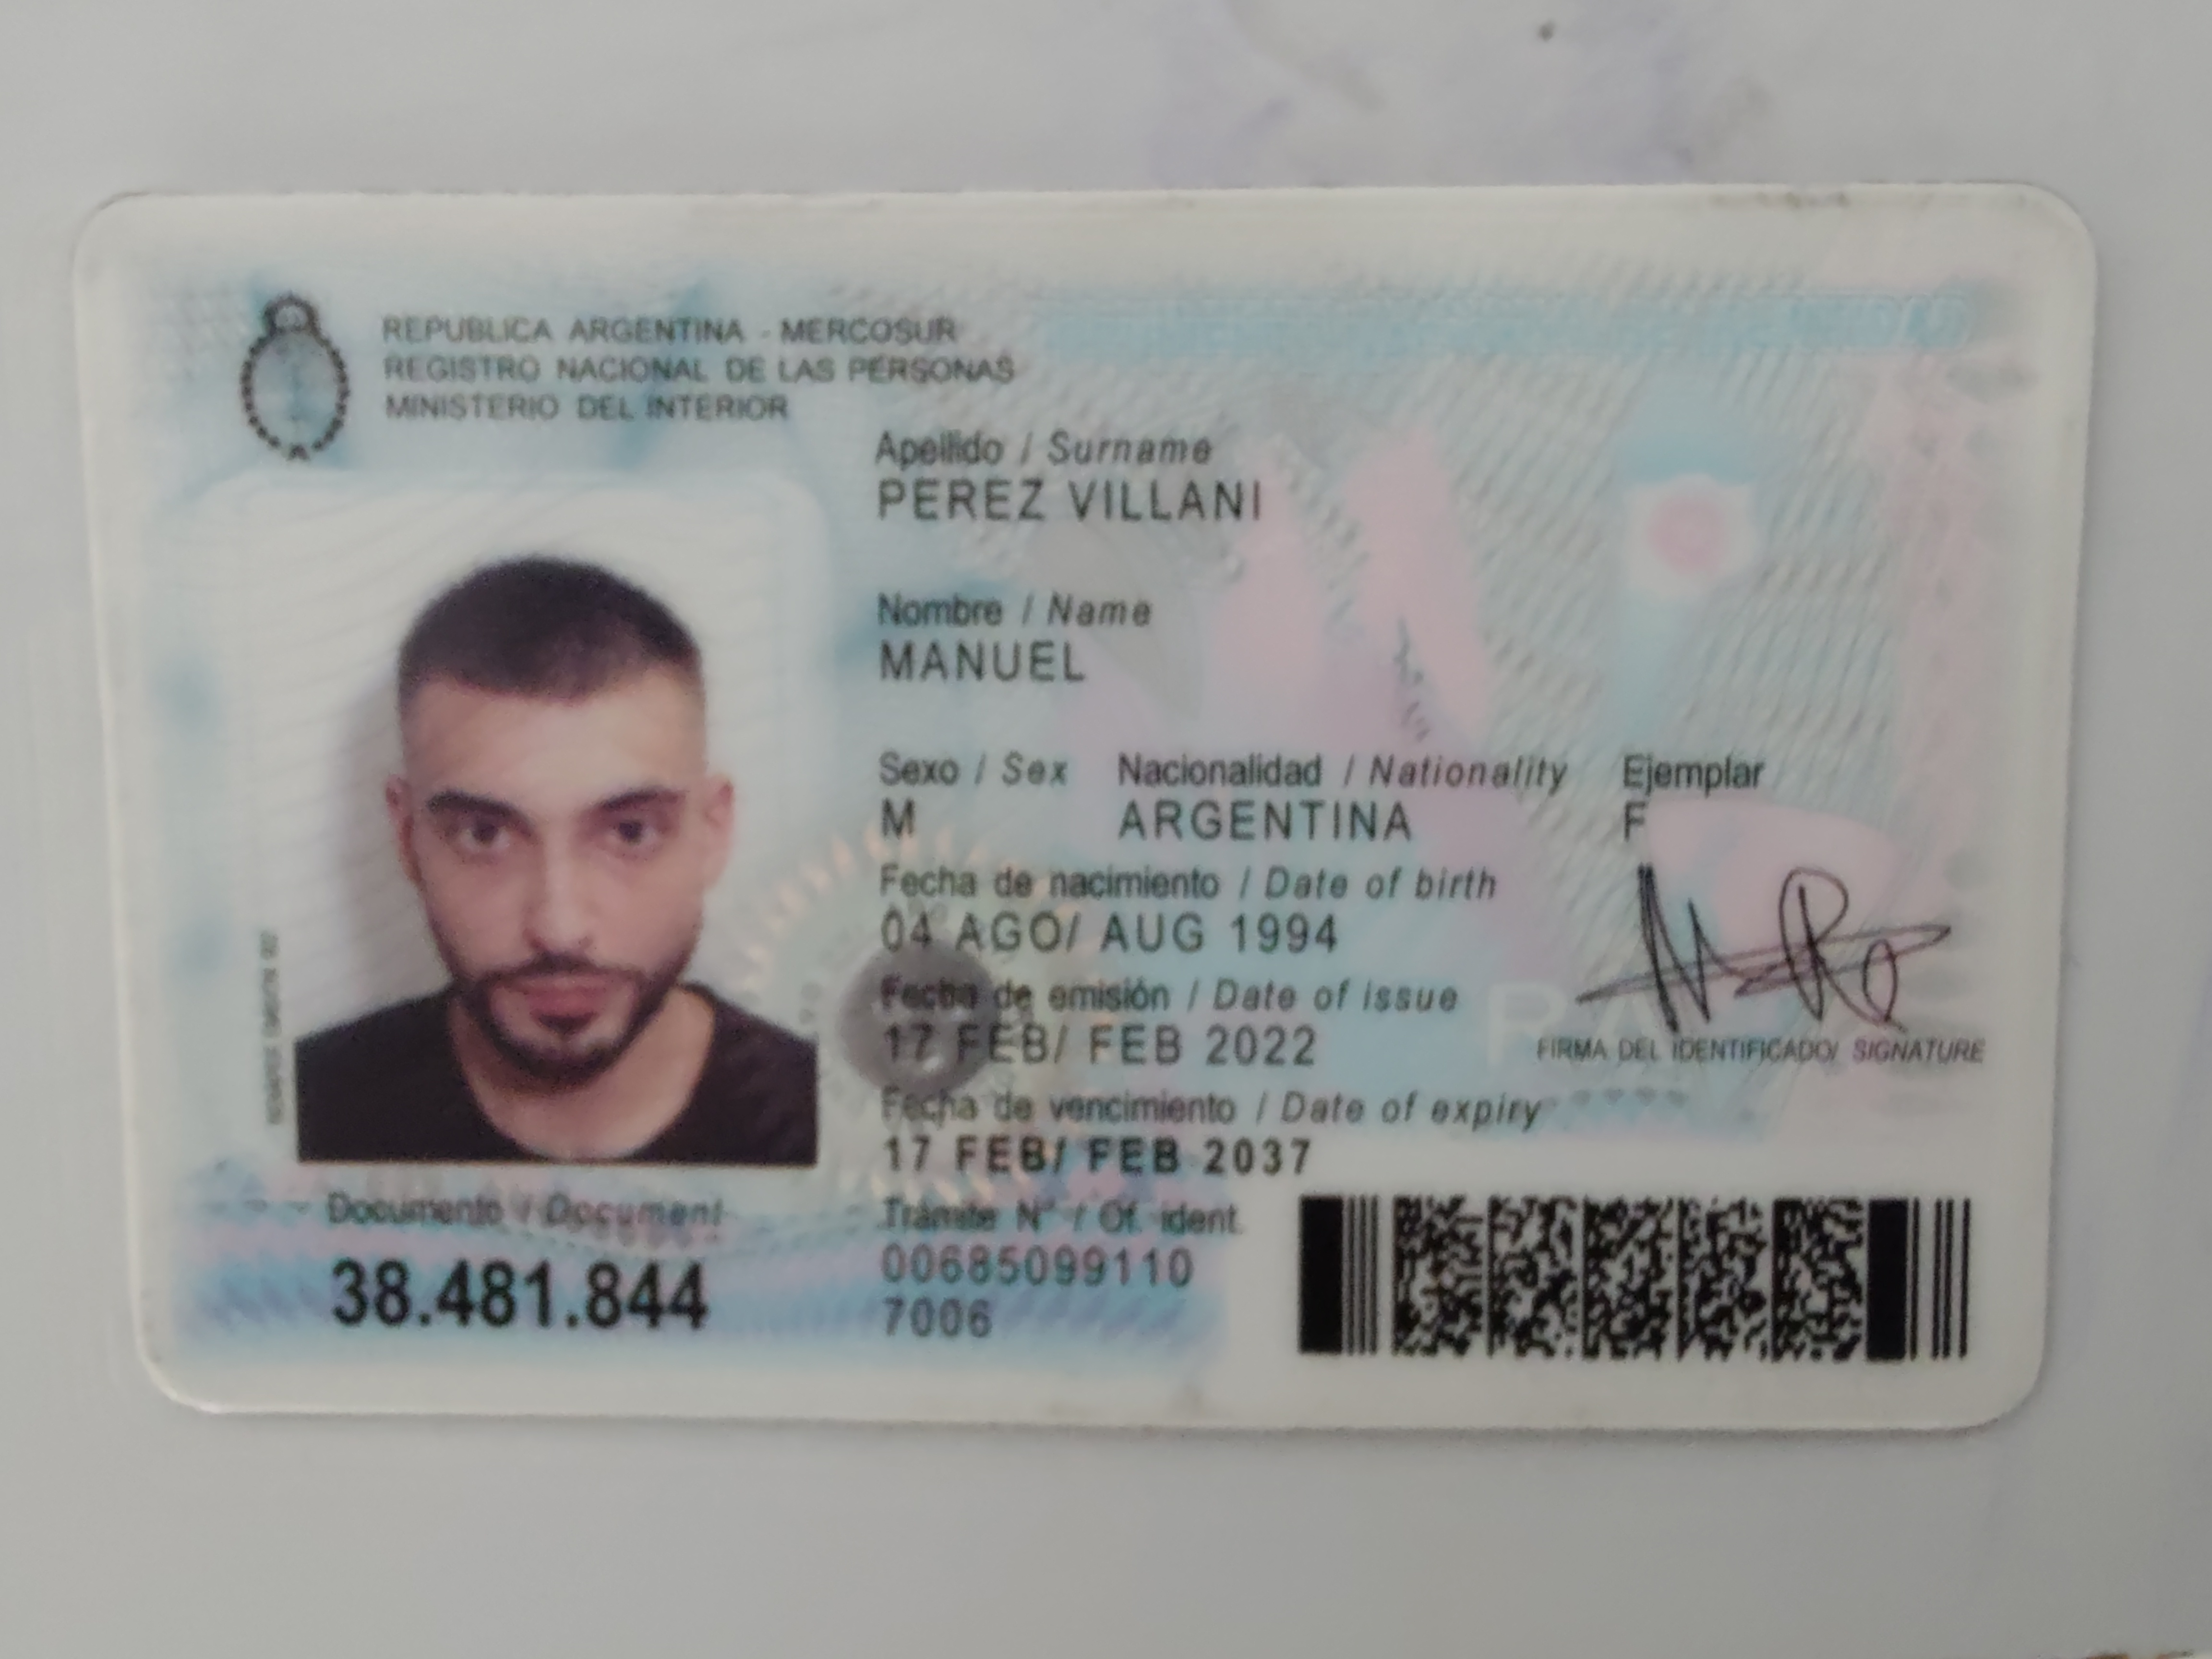 REPUBLICA ARGENTINA - MERCOSUR
REGISTRO NACIONAL DE LAS PERSONAS
MINISTERIO DEL INTERIOR
Apellido / Surname
PEREZ VILLANI
Nombre / Name
MANUEL
Sexo / Sex Nacionalidad / Nationality Ejemplar
M ARGENTINA F
Fecha de nacimiento / Date of birth
04 AGO/ AUG 1994
Fecha de emisión / Date of issue
17 FEB/ FEB 2022
Fecha de vencimiento / Date of expiry
17 FEB/ FEB 2037
FIRMA DEL IDENTIFICADO/ SIGNATURE
Documento / Document
38.481.844
Trámite N° / Of. ident
00685099110
7006